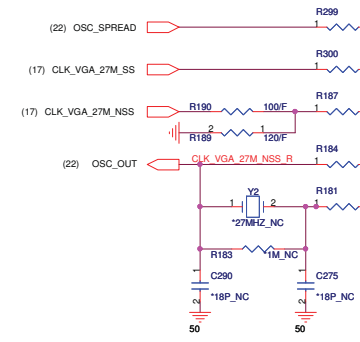 R299
(22) OSC_SPREAD 1
R300
(17) CLK_VGA_27M_SS 1
R187
(17) CLK_VGA_27M_NSS R190 100/F 1
2 1
R189 120/F
R184
(22) OSC_OUT CLK_VGA_27M_NSS_R 1
R181
Y2
1 2 1
*27MHZ_NC
R183 *1M_NC
1 1
C290 C275
*18P_NC *18P_NC
2 2
50 50